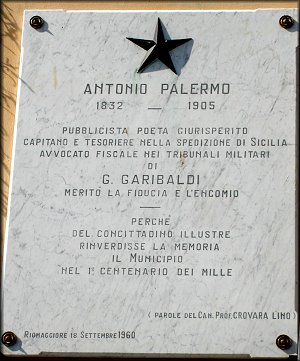 ANTONIO PALERMO
1832 — 1905
PUBBLICISTA POETA GIURISPERITO
CAPITANO E TESORIERE NELLA SPEDIZIONE DI SICILIA
AVVOCATO FISCALE NEI TRIBUNALI MILITARI
DI
G. GARIBALDI
MERITÒ LA FIDUCIA E L'ENCOMIO
PERCHÈ
DEL CONCITTADINO ILLUSTRE
RINVERDISSE LA MEMORIA
IL MUNICIPIO
NEL 1° CENTENARIO DEI MILLE
(PAROLE DEL CAN. PROF. CROVARA LINO)
RIOMAGGIORE 18 SETTEMBRE 1960